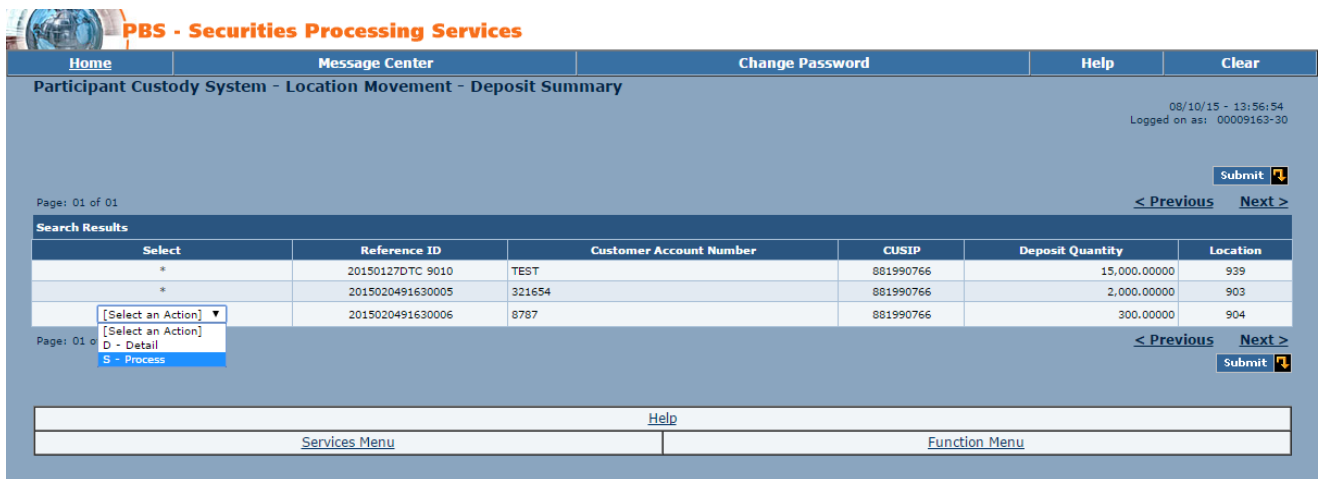 PBS - Securities Processing Services
Home Message Center Change Password Help Clear
Participant Custody System - Location Movement - Deposit Summary
08/10/15 - 13:56:54
Logged on as: 00009163-30
Submit
Page: 01 of 01 < Previous Next >
Search Results
Select Reference ID Customer Account Number CUSIP Deposit Quantity Location
* 20150127DTC 9010 TEST 881990766 15,000.00000 939
* 2015020491630005 321654 881990766 2,000.00000 903
[Select an Action] ▼ 2015020491630006 8787 881990766 300.00000 904
[Select an Action]
Page: 01 o D - Detail < Previous Next >
S - Process
Submit
Help
Services Menu Function Menu